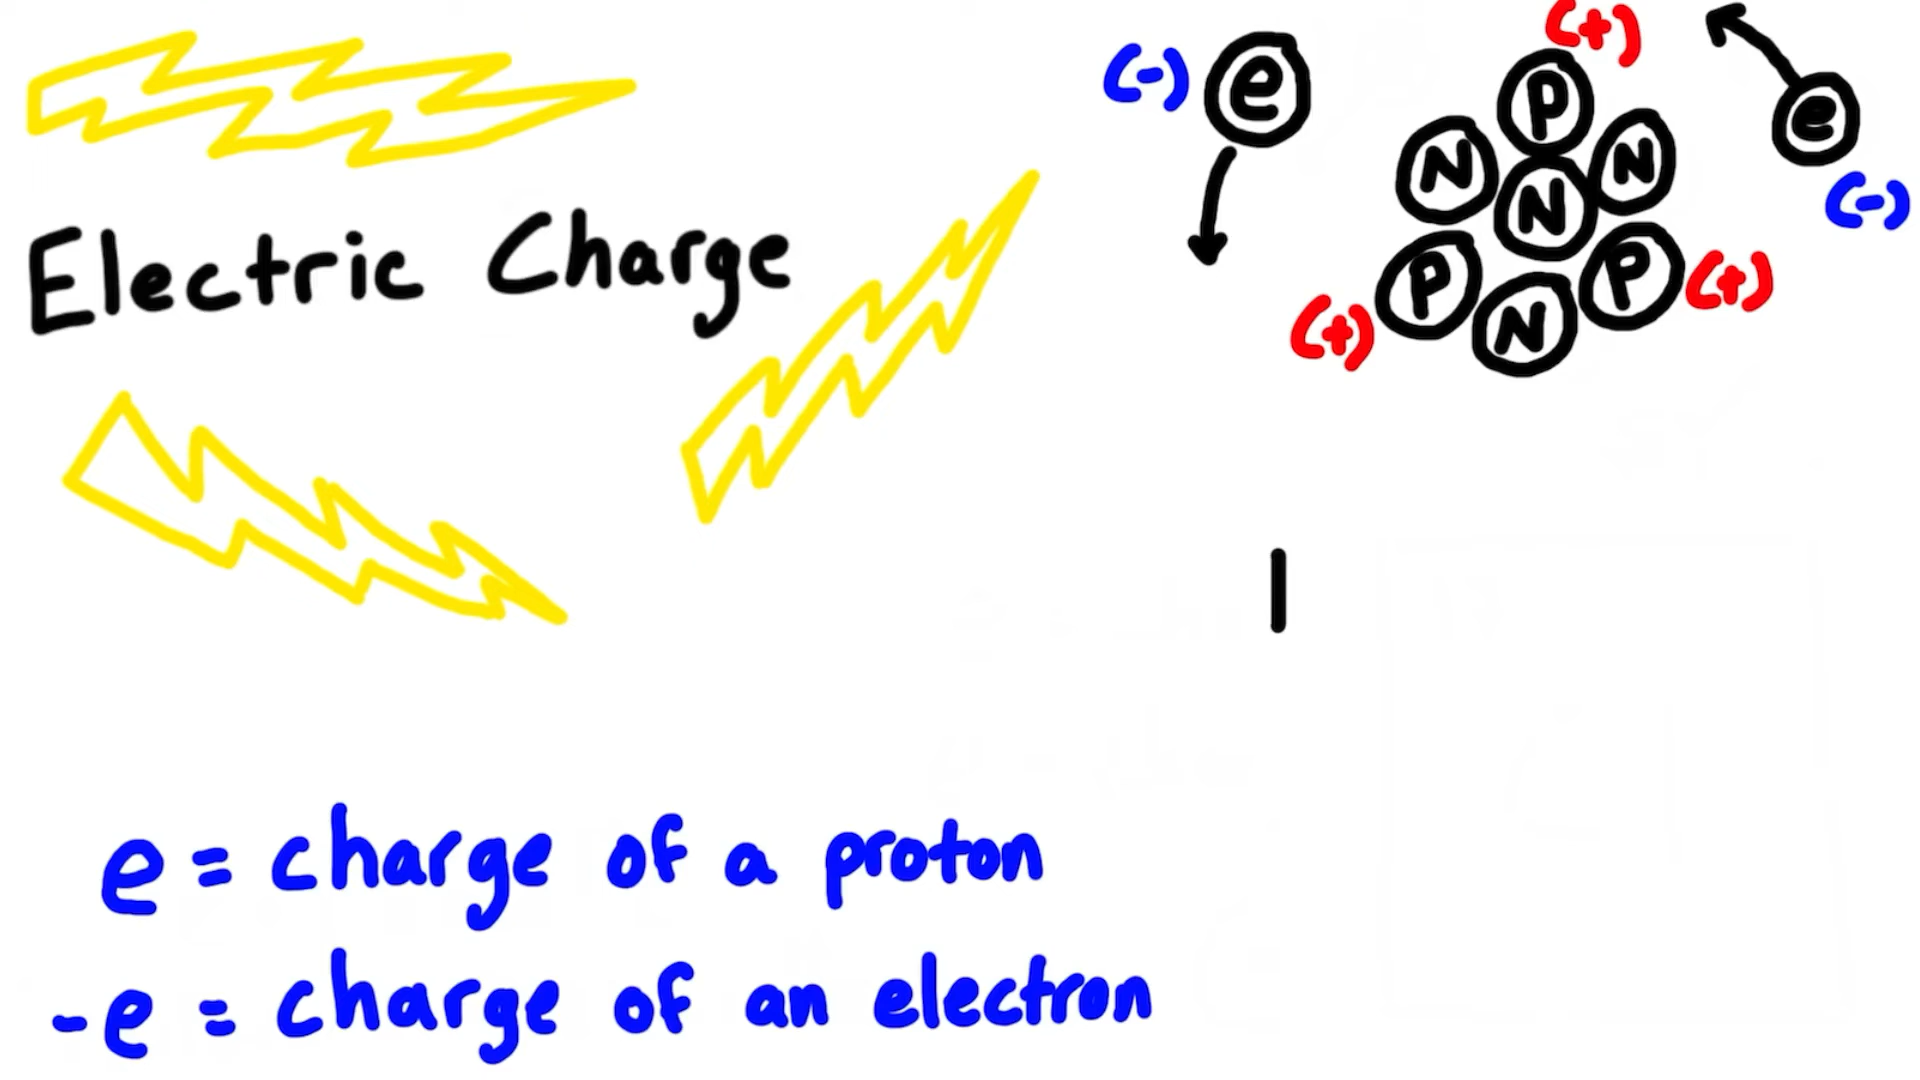 Electric Charge
(-) e
(+)
P
e
(-)
N N
N
P P
(+) (+)
N
|
e = charge of a proton
-e = charge of an electron